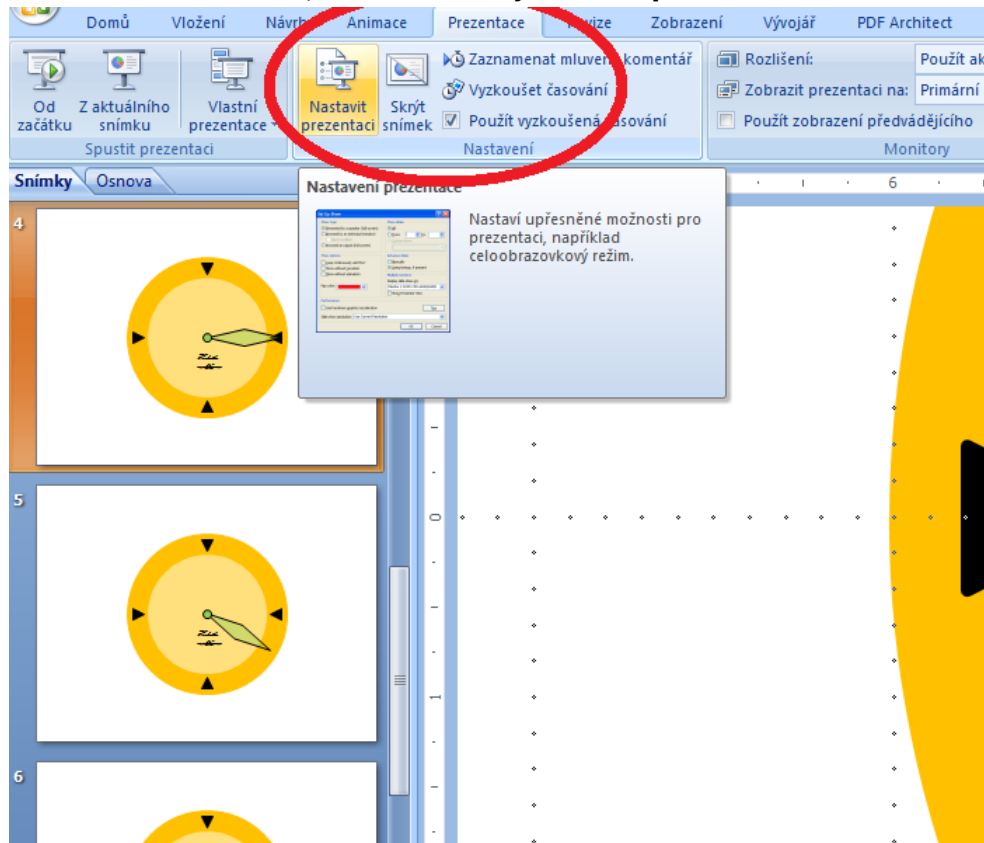 Domů Vložení Návrh Animace Prezentace Revize Zobrazení Vývojář PDF Architect
Od začátku
Z aktuálního snímku
Vlastní prezentace
Spustit prezentaci
Nastavit prezentaci
Skrýt snímek
Zaznamenat mluvený komentář
Vyzkoušet časování
Použít vyzkoušená časování
Nastavení
Rozlišení: Použít ak
Zobrazit prezentaci na: Primární
Použít zobrazení předvádějícího
Monitory
Snímky Osnova
Nastavení prezentace
Nastaví upřesněné možnosti pro
prezentaci, například
celoobrazovkový režim.
6
4
5
0
1
6